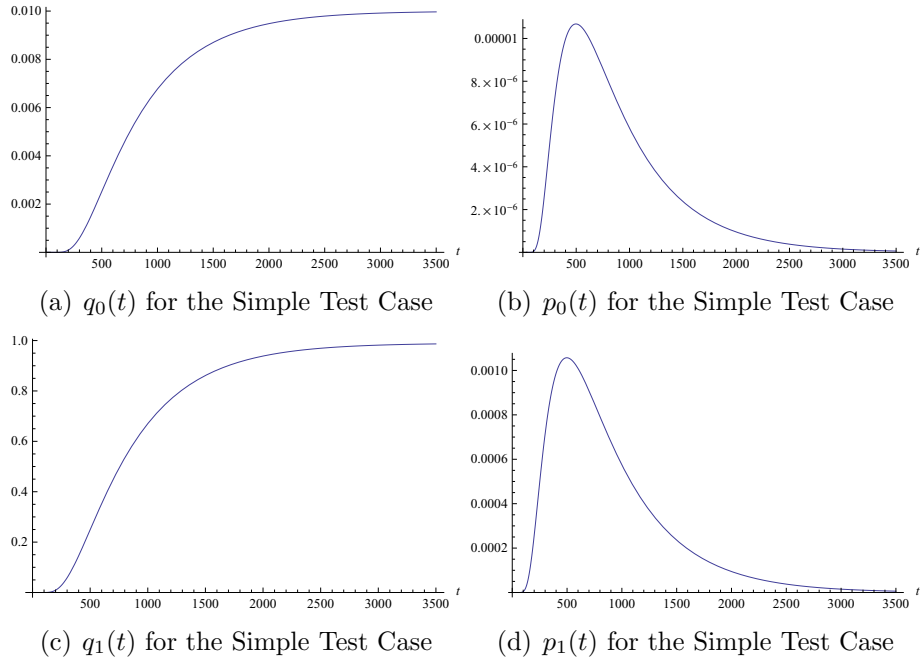 0.010
0.008
0.006
0.004
0.002
500 1000 1500 2000 2500 3000 3500 t
(a) q₀(t) for the Simple Test Case
0.00001
8.×10⁻⁶
6.×10⁻⁶
4.×10⁻⁶
2.×10⁻⁶
500 1000 1500 2000 2500 3000 3500 t
(b) p₀(t) for the Simple Test Case
1.0
0.8
0.6
0.4
0.2
500 1000 1500 2000 2500 3000 3500 t
(c) q₁(t) for the Simple Test Case
0.0010
0.0008
0.0006
0.0004
0.0002
500 1000 1500 2000 2500 3000 3500 t
(d) p₁(t) for the Simple Test Case